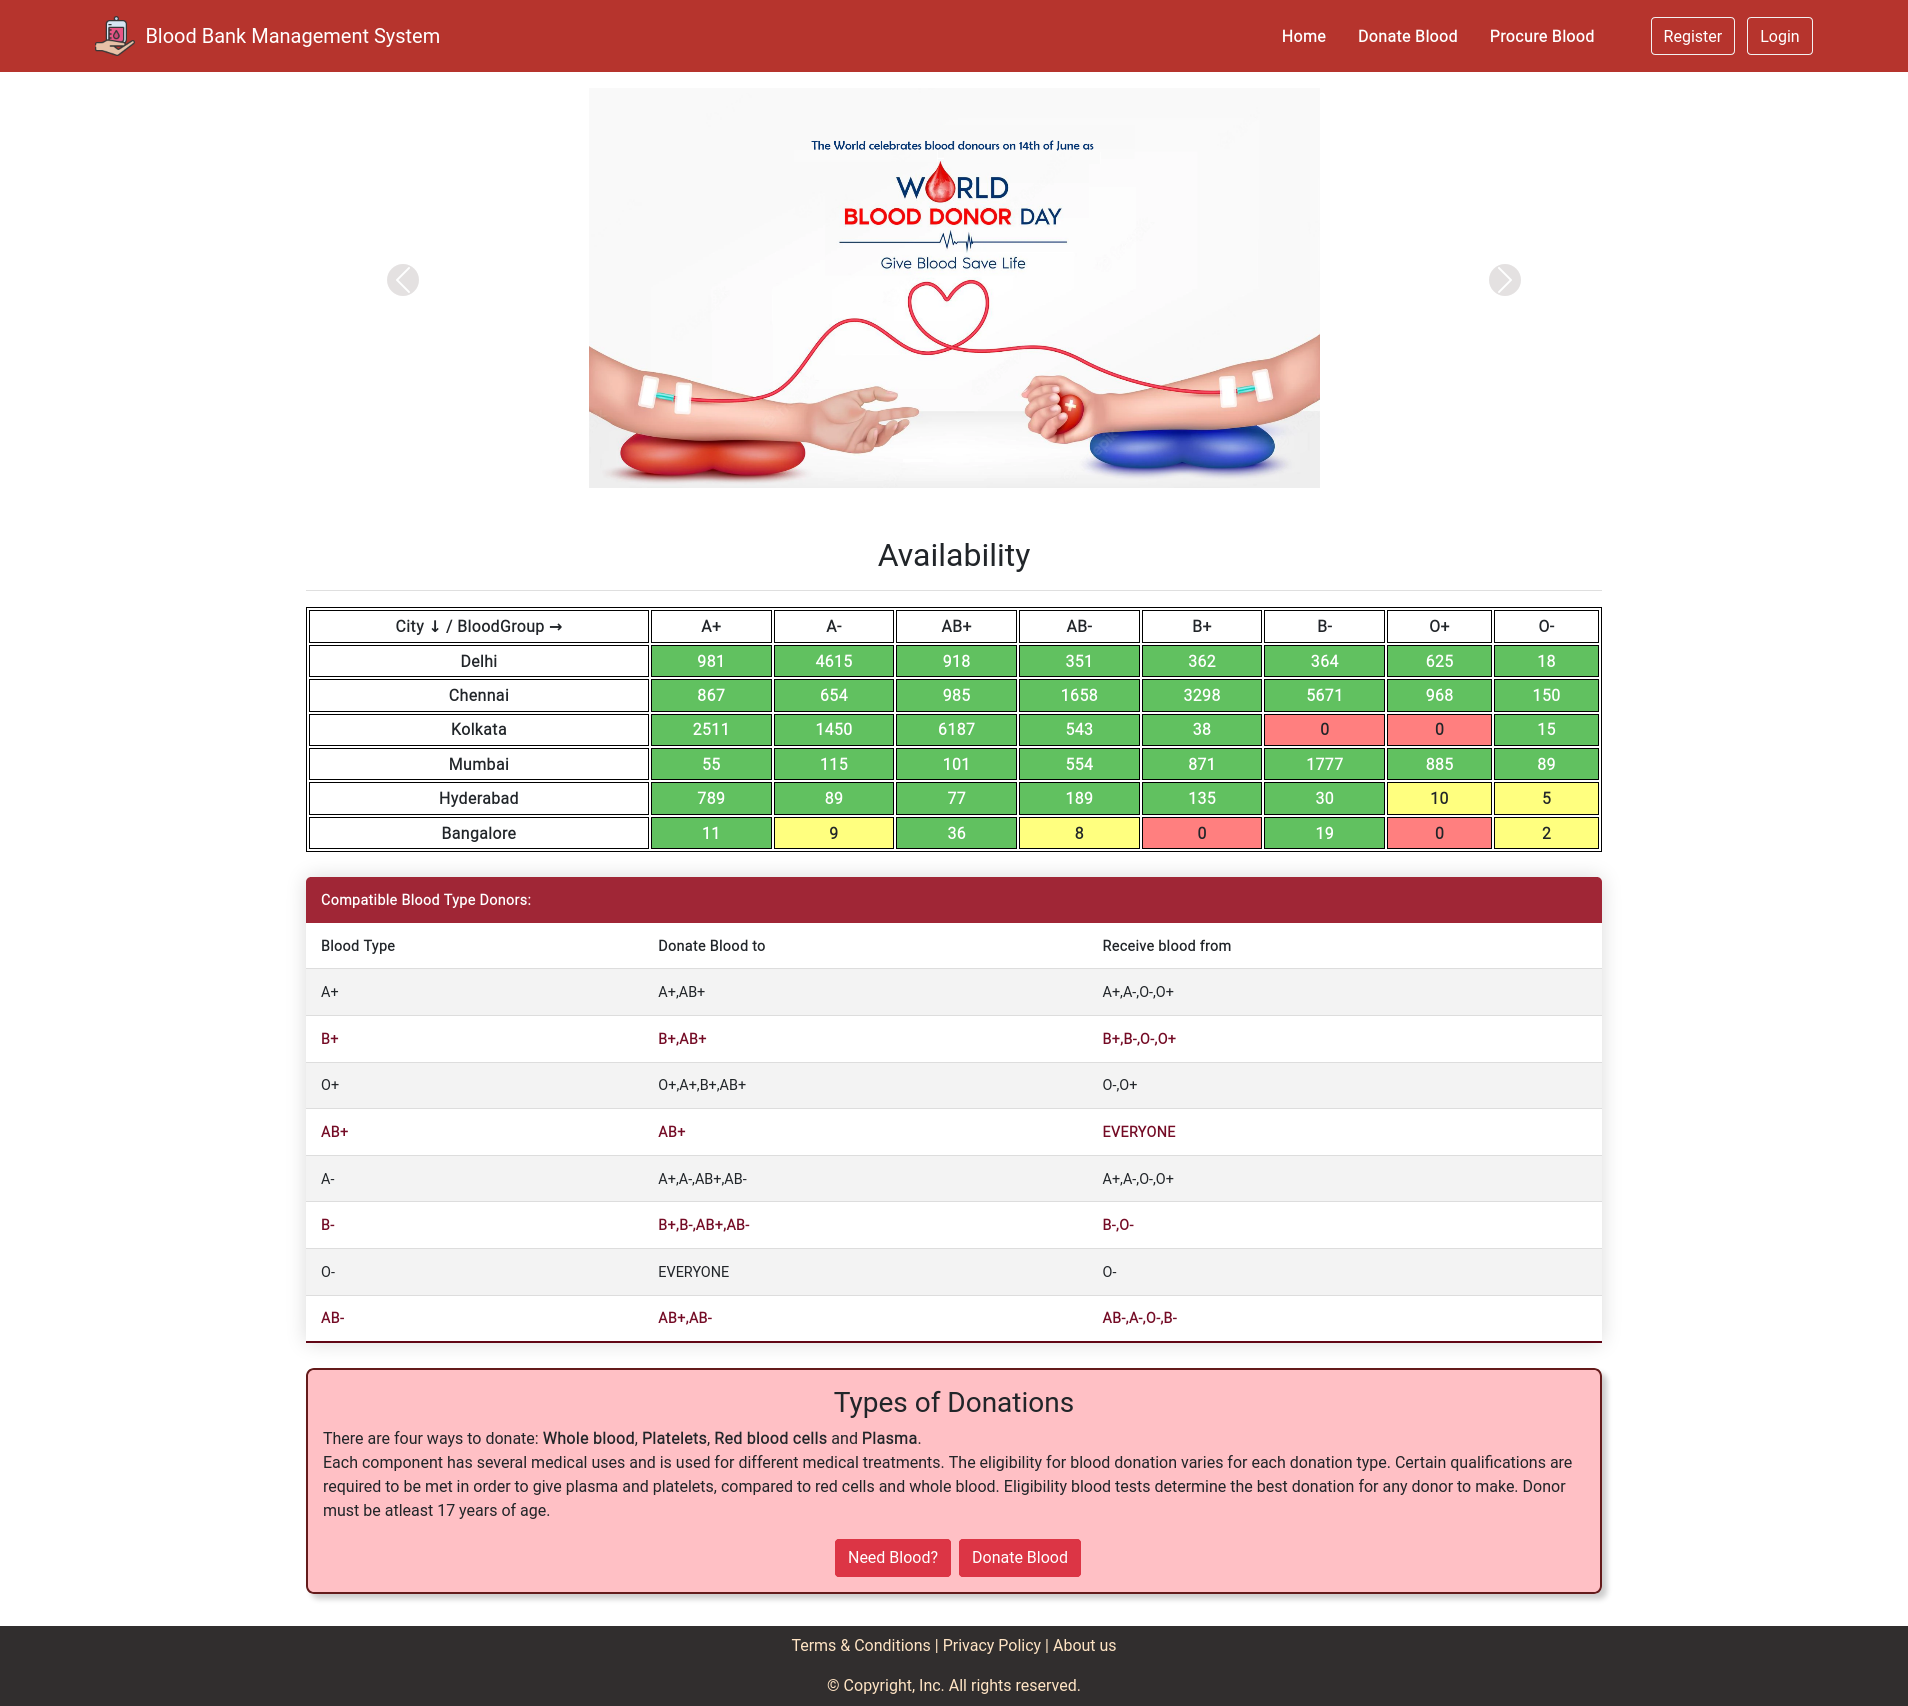 Blood Bank Management System Home Donate Blood Procure Blood Register Login
The World celebrates blood donours on 14th of June as
WORLD
BLOOD DONOR DAY
Give Blood Save Life
Availability
City ↓ / BloodGroup → A+ A- AB+ AB- B+ B- O+ O-
Delhi 981 4615 918 351 362 364 625 18
Chennai 867 654 985 1658 3298 5671 968 150
Kolkata 2511 1450 6187 543 38 0 0 15
Mumbai 55 115 101 554 871 1777 885 89
Hyderabad 789 89 77 189 135 30 10 5
Bangalore 11 9 36 8 0 19 0 2
Compatible Blood Type Donors:
Blood Type Donate Blood to Receive blood from
A+ A+,AB+ A+,A-,O-,O+
B+ B+,AB+ B+,B-,O-,O+
O+ O+,A+,B+,AB+ O-,O+
AB+ AB+ EVERYONE
A- A+,A-,AB+,AB- A+,A-,O-,O+
B- B+,B-,AB+,AB- B-,O-
O- EVERYONE O-
AB- AB+,AB- AB-,A-,O-,B-
Types of Donations
There are four ways to donate: Whole blood, Platelets, Red blood cells and Plasma.
Each component has several medical uses and is used for different medical treatments. The eligibility for blood donation varies for each donation type. Certain qualifications are
required to be met in order to give plasma and platelets, compared to red cells and whole blood. Eligibility blood tests determine the best donation for any donor to make. Donor
must be atleast 17 years of age.
Need Blood? Donate Blood
Terms & Conditions | Privacy Policy | About us
© Copyright, Inc. All rights reserved.